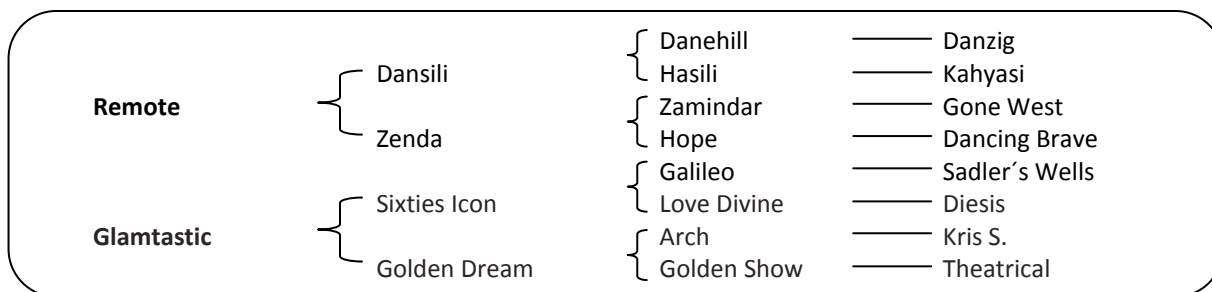 Danehill Danzig
Dansili
Hasili Kahyasi
Remote Zamindar Gone West
Zenda
Hope Dancing Brave
Galileo Sadler´s Wells
Sixties Icon
Love Divine Diesis
Glamtastic Arch Kris S.
Golden Dream Golden Show Theatrical